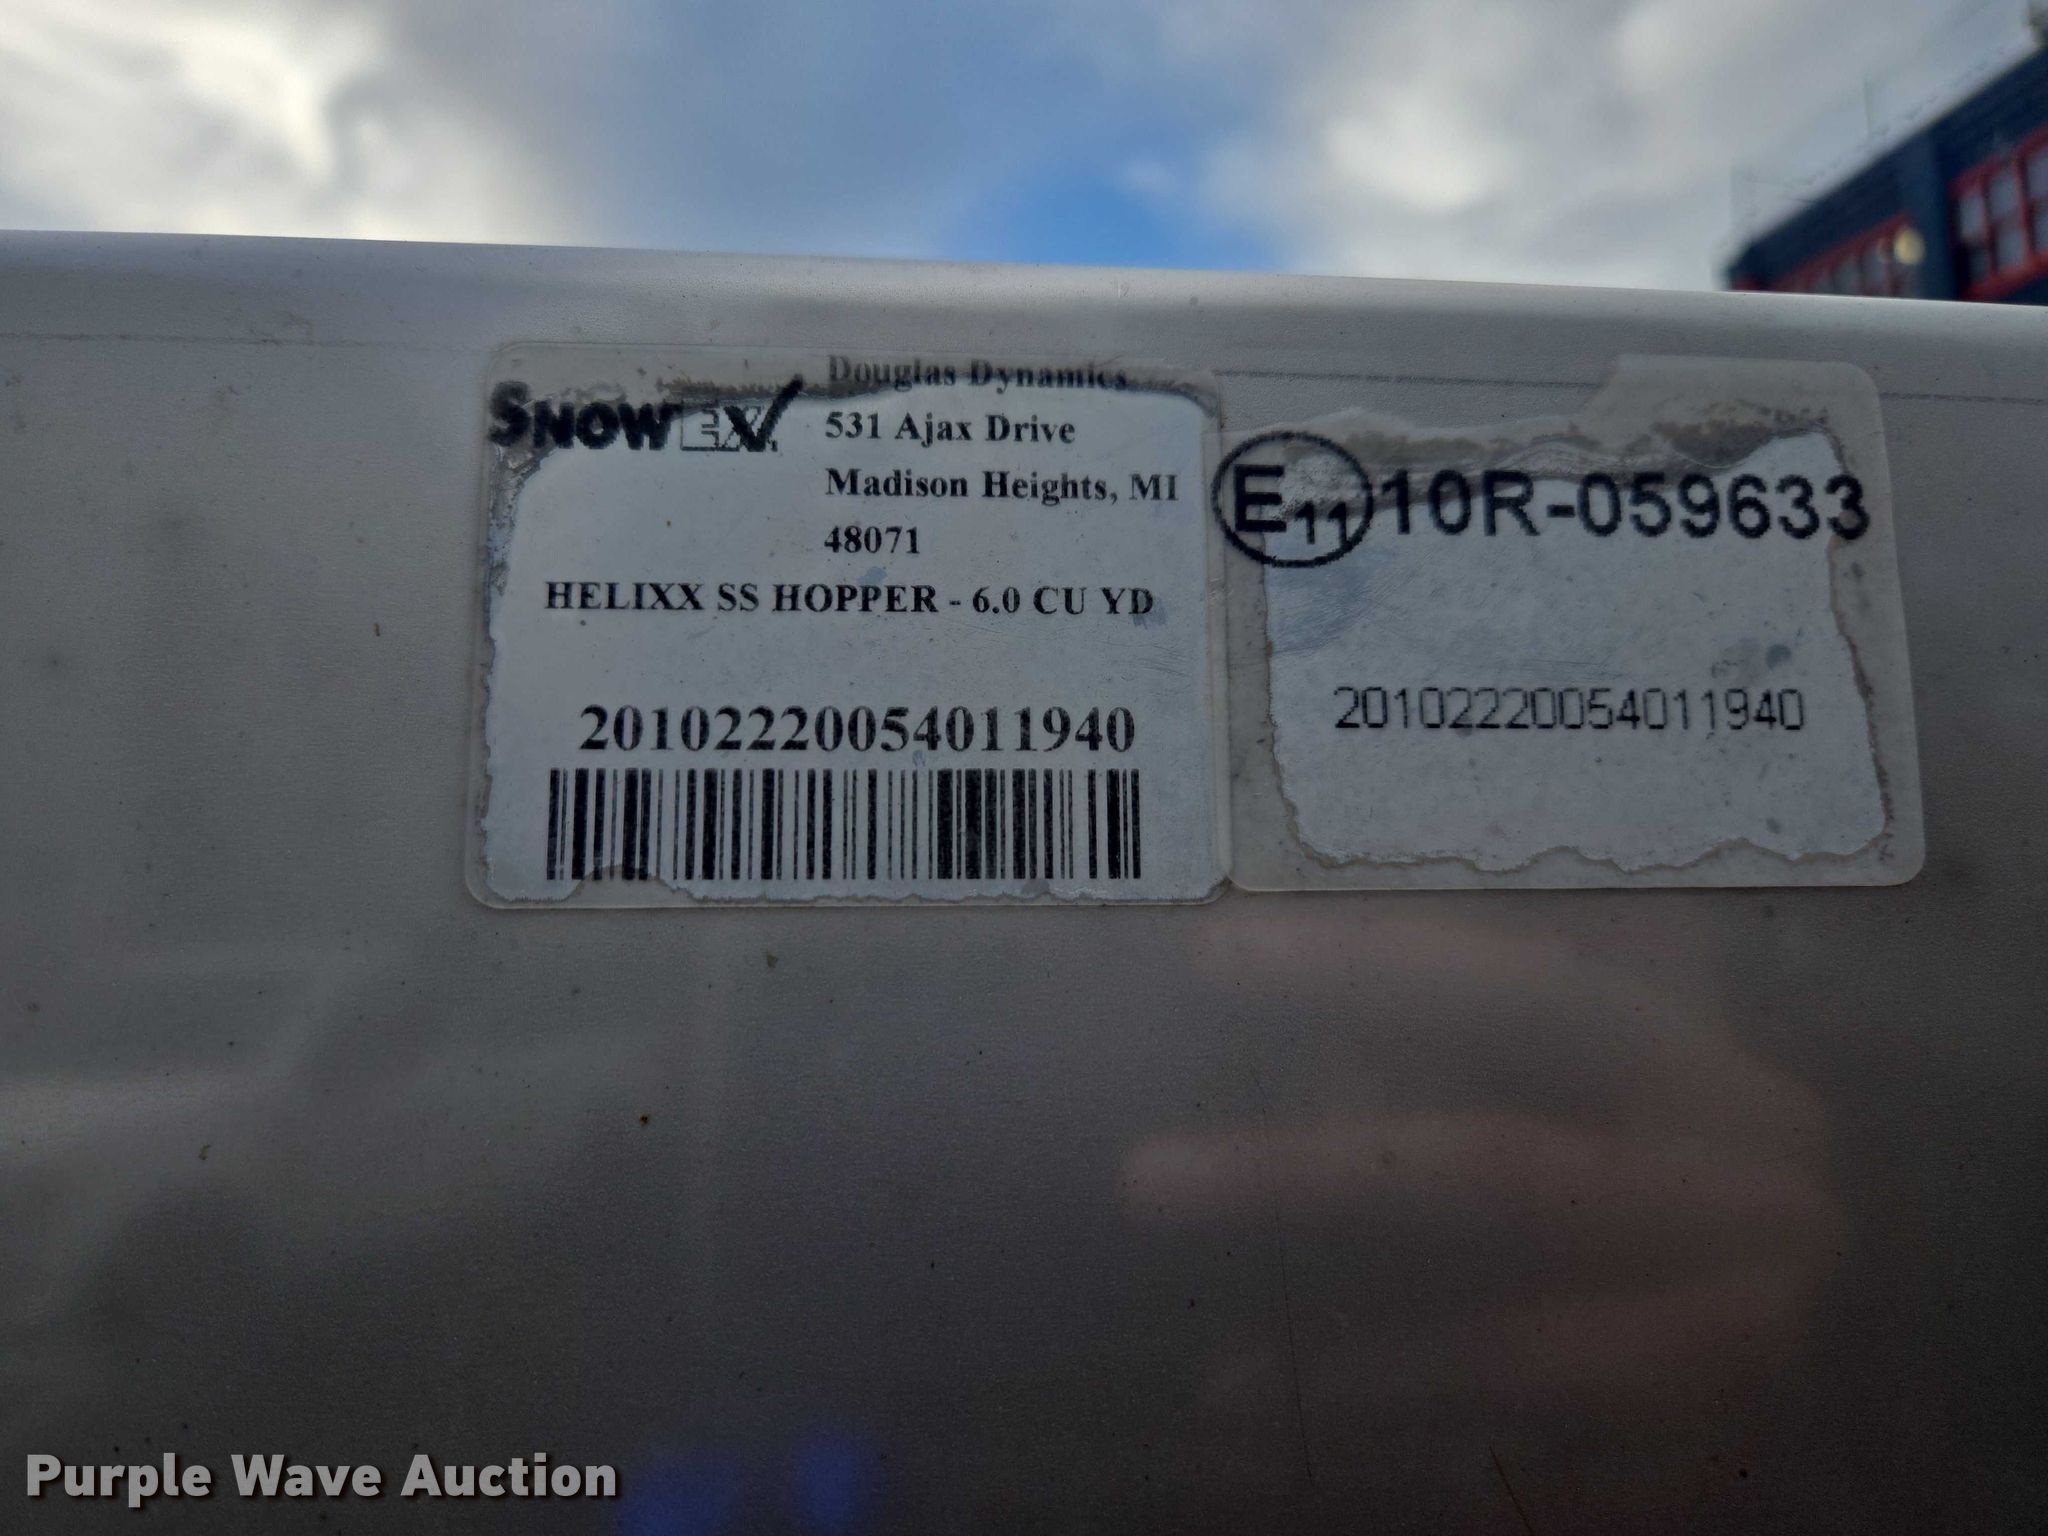 SNOWEX
Douglas Dynamics
531 Ajax Drive
Madison Heights, MI
48071
HELIXX SS HOPPER - 6.0 CU YD
20102220054011940
E11 10R-059633
20102220054011940
Purple Wave Auction